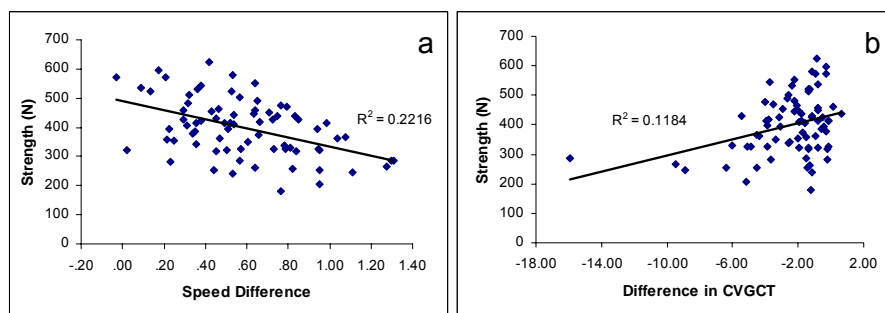 a
700
600
500
400
300
200
100
0
Strength (N)
R² = 0.2216
-.20 .00 .20 .40 .60 .80 1.00 1.20 1.40
Speed Difference
b
700
600
500
400
300
200
100
0
Strength (N)
R² = 0.1184
-18.00 -14.00 -10.00 -6.00 -2.00 2.00
Difference in CVGCT